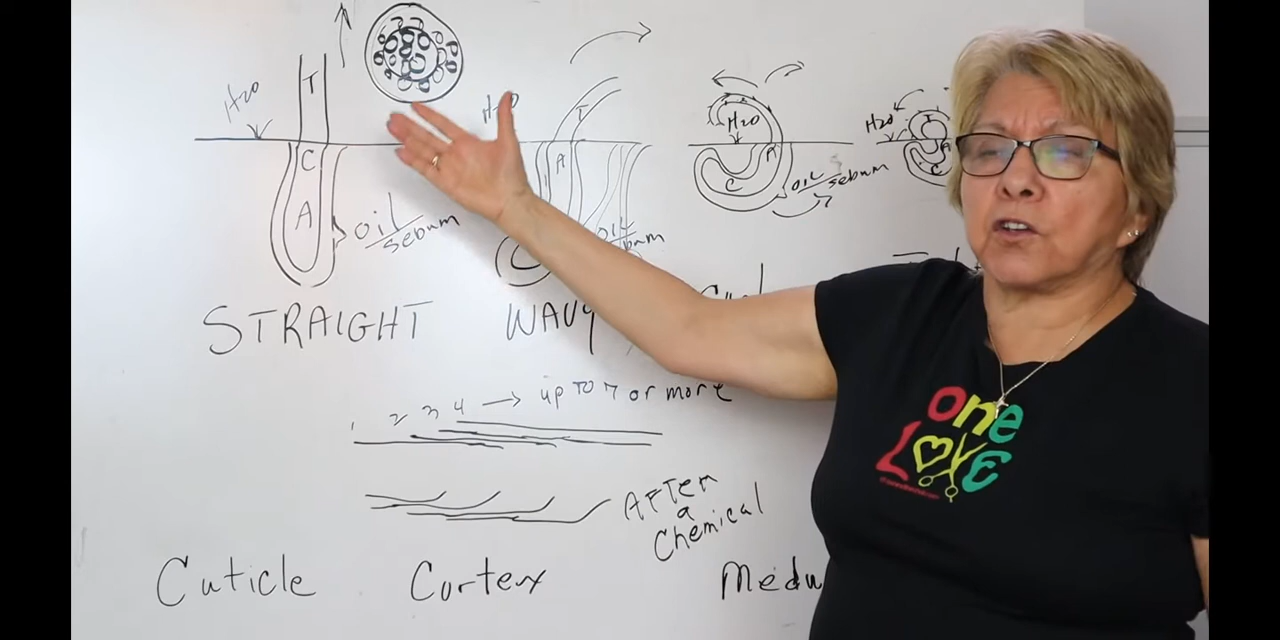 H2O
T
C
A
OIL/sebum
STRAIGHT
H2O
T
A
OIL
WAVY
H2O
A
C
OIL/sebum
H2O
A
C
1 2 3 4 → up to 7 or more
AFTER
a
Chemical
Cuticle
Cortex
Medu
one
LOVE